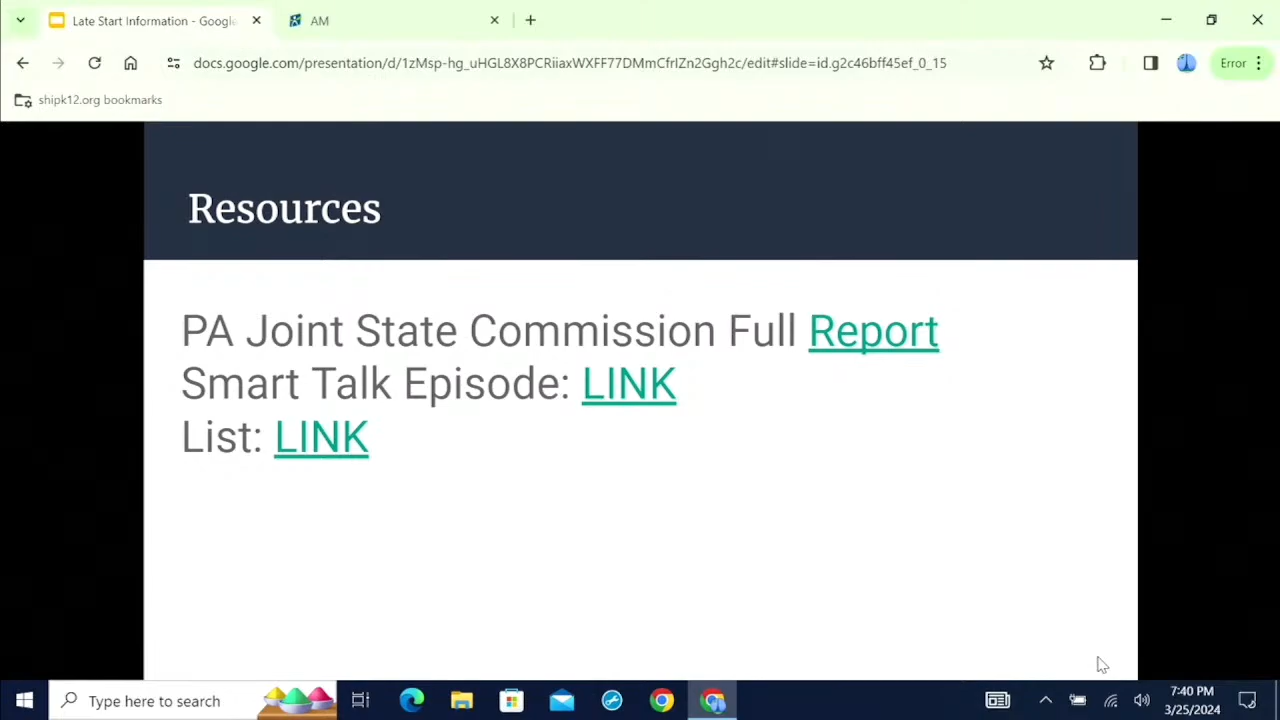 Late Start Information - Google
AM
docs.google.com/presentation/d/1zMsp-hg_uHGL8X8PCRiiaxWXFF77DMmCfrIZn2Ggh2c/edit#slide=id.g2c46bff45ef_0_15
Error
shipk12.org bookmarks
Resources
PA Joint State Commission Full Report
Smart Talk Episode: LINK
List: LINK
Type here to search
7:40 PM
3/25/2024